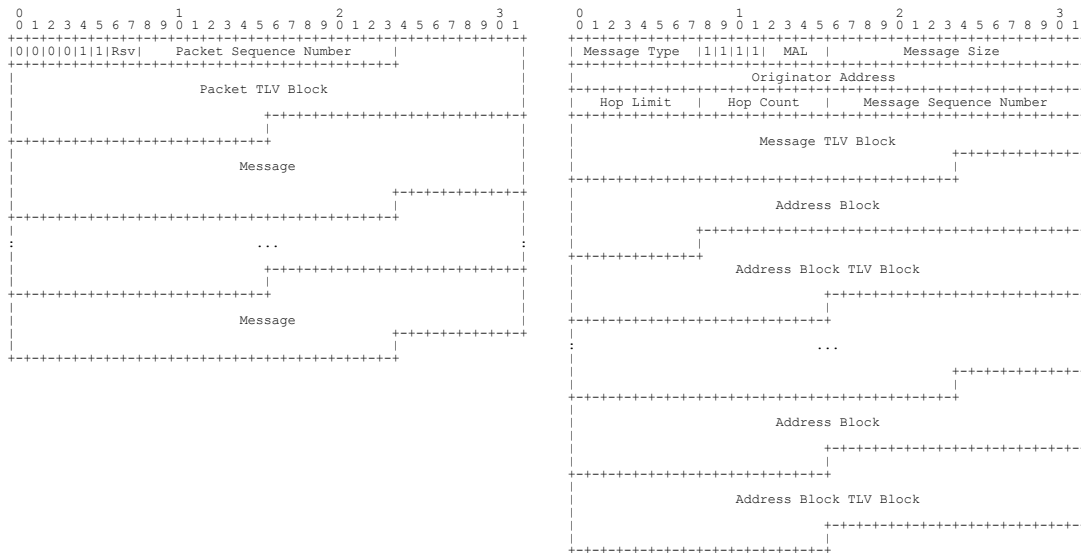 0                   1                   2                   3
0 1 2 3 4 5 6 7 8 9 0 1 2 3 4 5 6 7 8 9 0 1 2 3 4 5 6 7 8 9 0 1
|0|0|0|0|1|1|Rsv| Packet Sequence Number |
Packet TLV Block
Message
: ... :
Message
0                   1                   2                   3
0 1 2 3 4 5 6 7 8 9 0 1 2 3 4 5 6 7 8 9 0 1 2 3 4 5 6 7 8 9 0 1
| Message Type |1|1|1|1| MAL | Message Size
Originator Address
| Hop Limit | Hop Count | Message Sequence Number
Message TLV Block
Address Block
Address Block TLV Block
: ...
Address Block
Address Block TLV Block